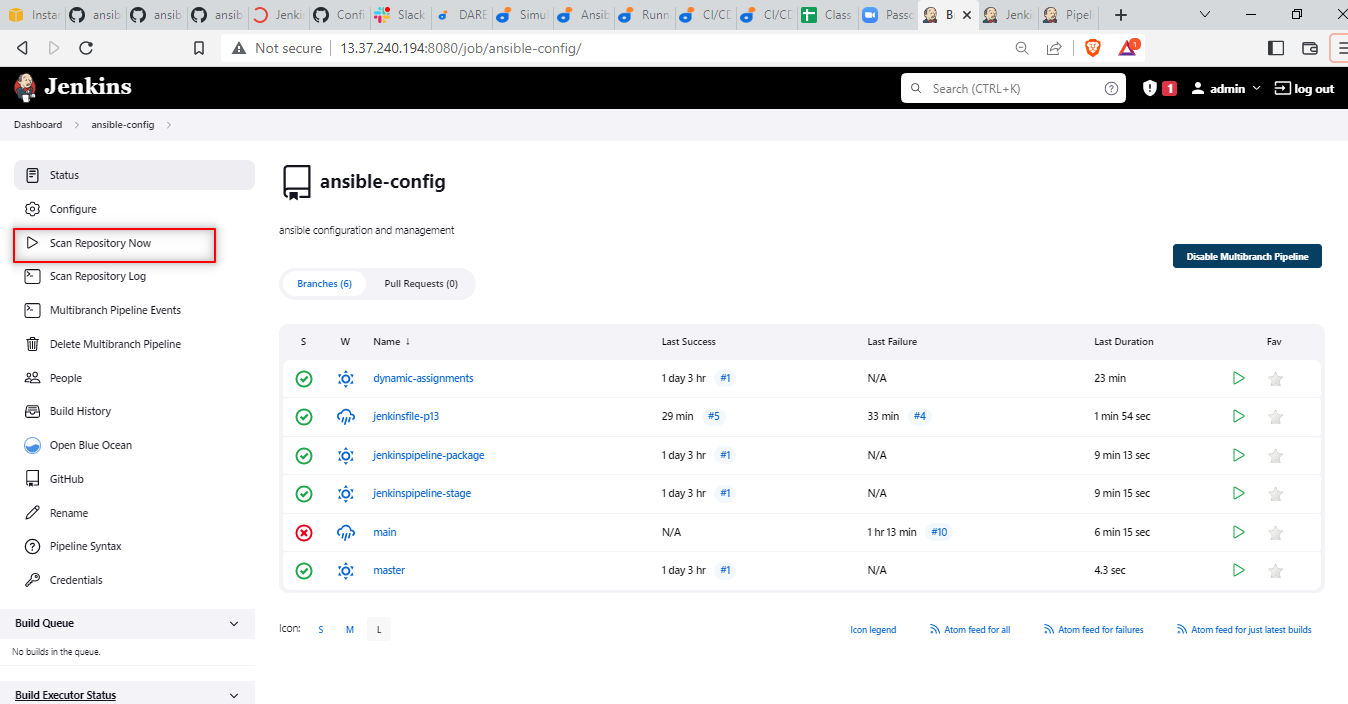 Instan ansib ansib ansib Jenki Confi Slack DARE Simul Ansib Runn CI/CD CI/CD Class Passc B Jenki Pipel
Not secure 13.37.240.194:8080/job/ansible-config/ 1
Jenkins Search (CTRL+K) 1 admin log out
Dashboard ansible-config
Status
Configure
Scan Repository Now
Scan Repository Log
Multibranch Pipeline Events
Delete Multibranch Pipeline
People
Build History
Open Blue Ocean
GitHub
Rename
Pipeline Syntax
Credentials
Build Queue
No builds in the queue.
Build Executor Status
ansible-config
ansible configuration and management
Disable Multibranch Pipeline
Branches (6) Pull Requests (0)
S W Name ↓ Last Success Last Failure Last Duration Fav
dynamic-assignments 1 day 3 hr #1 N/A 23 min
jenkinsfile-p13 29 min #5 33 min #4 1 min 54 sec
jenkinspipeline-package 1 day 3 hr #1 N/A 9 min 13 sec
jenkinspipeline-stage 1 day 3 hr #1 N/A 9 min 15 sec
main N/A 1 hr 13 min #10 6 min 15 sec
master 1 day 3 hr #1 N/A 4.3 sec
Icon: S M L Icon legend Atom feed for all Atom feed for failures Atom feed for just latest builds